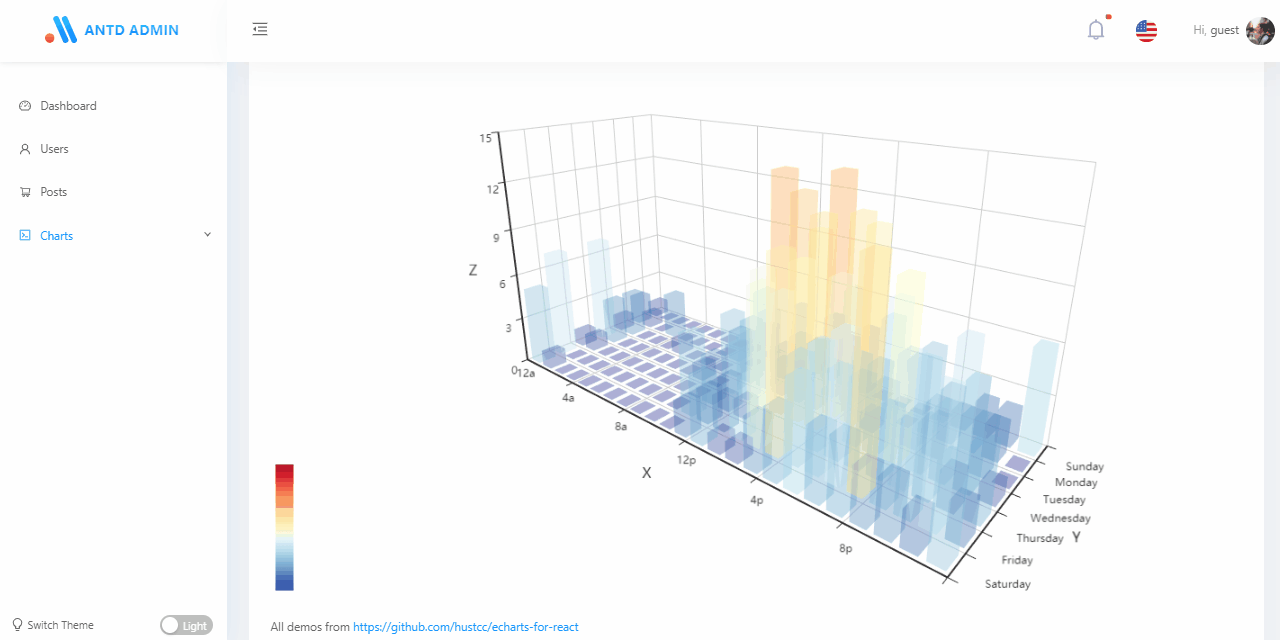 ANTD ADMIN
Hi, guest
Dashboard
Users
Posts
Charts
15
12
9
6
3
0
Z
12a
4a
8a
12p
4p
8p
X
Sunday
Monday
Tuesday
Wednesday
Thursday
Friday
Saturday
Y
Switch Theme
Light
All demos from https://github.com/hustcc/echarts-for-react